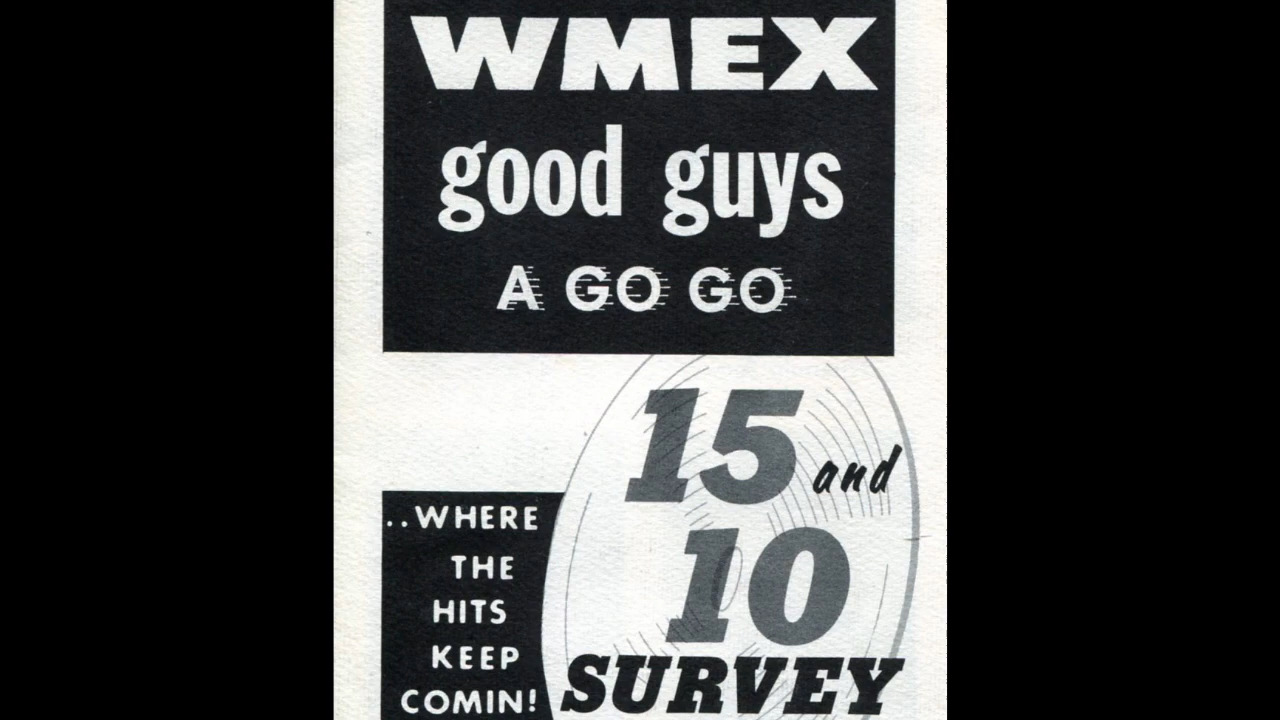 WMEX
good guys
A GO GO
15 and
10
SURVEY
..WHERE
THE
HITS
KEEP
COMIN!